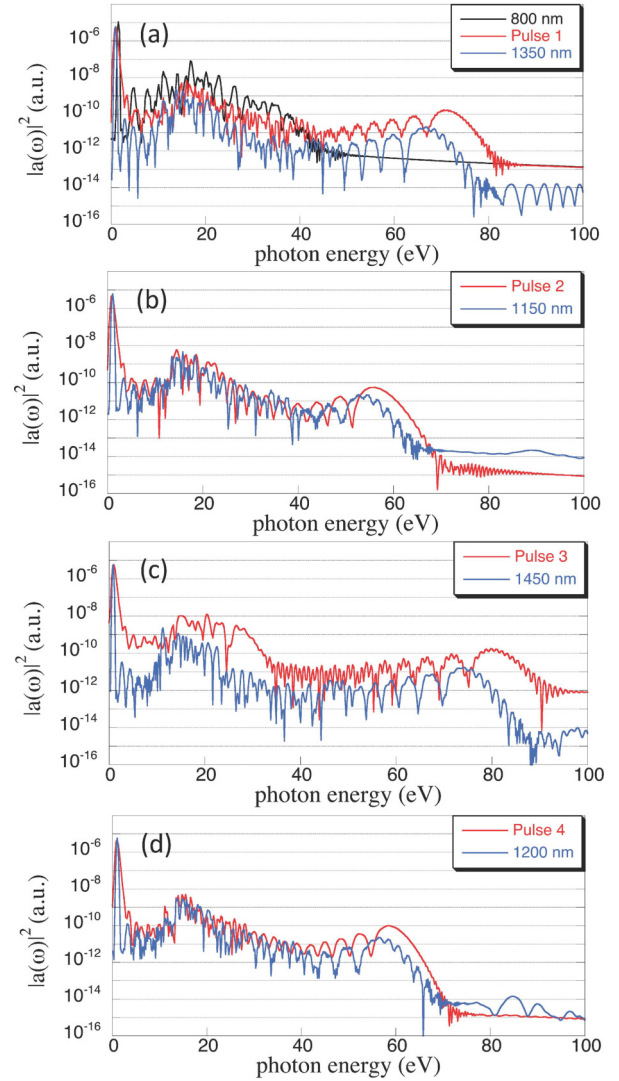 (a)
800 nm
Pulse 1
1350 nm
|a(ω)|² (a.u.)
10⁻⁶
10⁻⁸
10⁻¹⁰
10⁻¹²
10⁻¹⁴
10⁻¹⁶
0 20 40 60 80 100
photon energy (eV)
(b)
Pulse 2
1150 nm
|a(ω)|² (a.u.)
10⁻⁶
10⁻⁸
10⁻¹⁰
10⁻¹²
10⁻¹⁴
10⁻¹⁶
0 20 40 60 80 100
photon energy (eV)
(c)
Pulse 3
1450 nm
|a(ω)|² (a.u.)
10⁻⁶
10⁻⁸
10⁻¹⁰
10⁻¹²
10⁻¹⁴
10⁻¹⁶
0 20 40 60 80 100
photon energy (eV)
(d)
Pulse 4
1200 nm
|a(ω)|² (a.u.)
10⁻⁶
10⁻⁸
10⁻¹⁰
10⁻¹²
10⁻¹⁴
10⁻¹⁶
0 20 40 60 80 100
photon energy (eV)